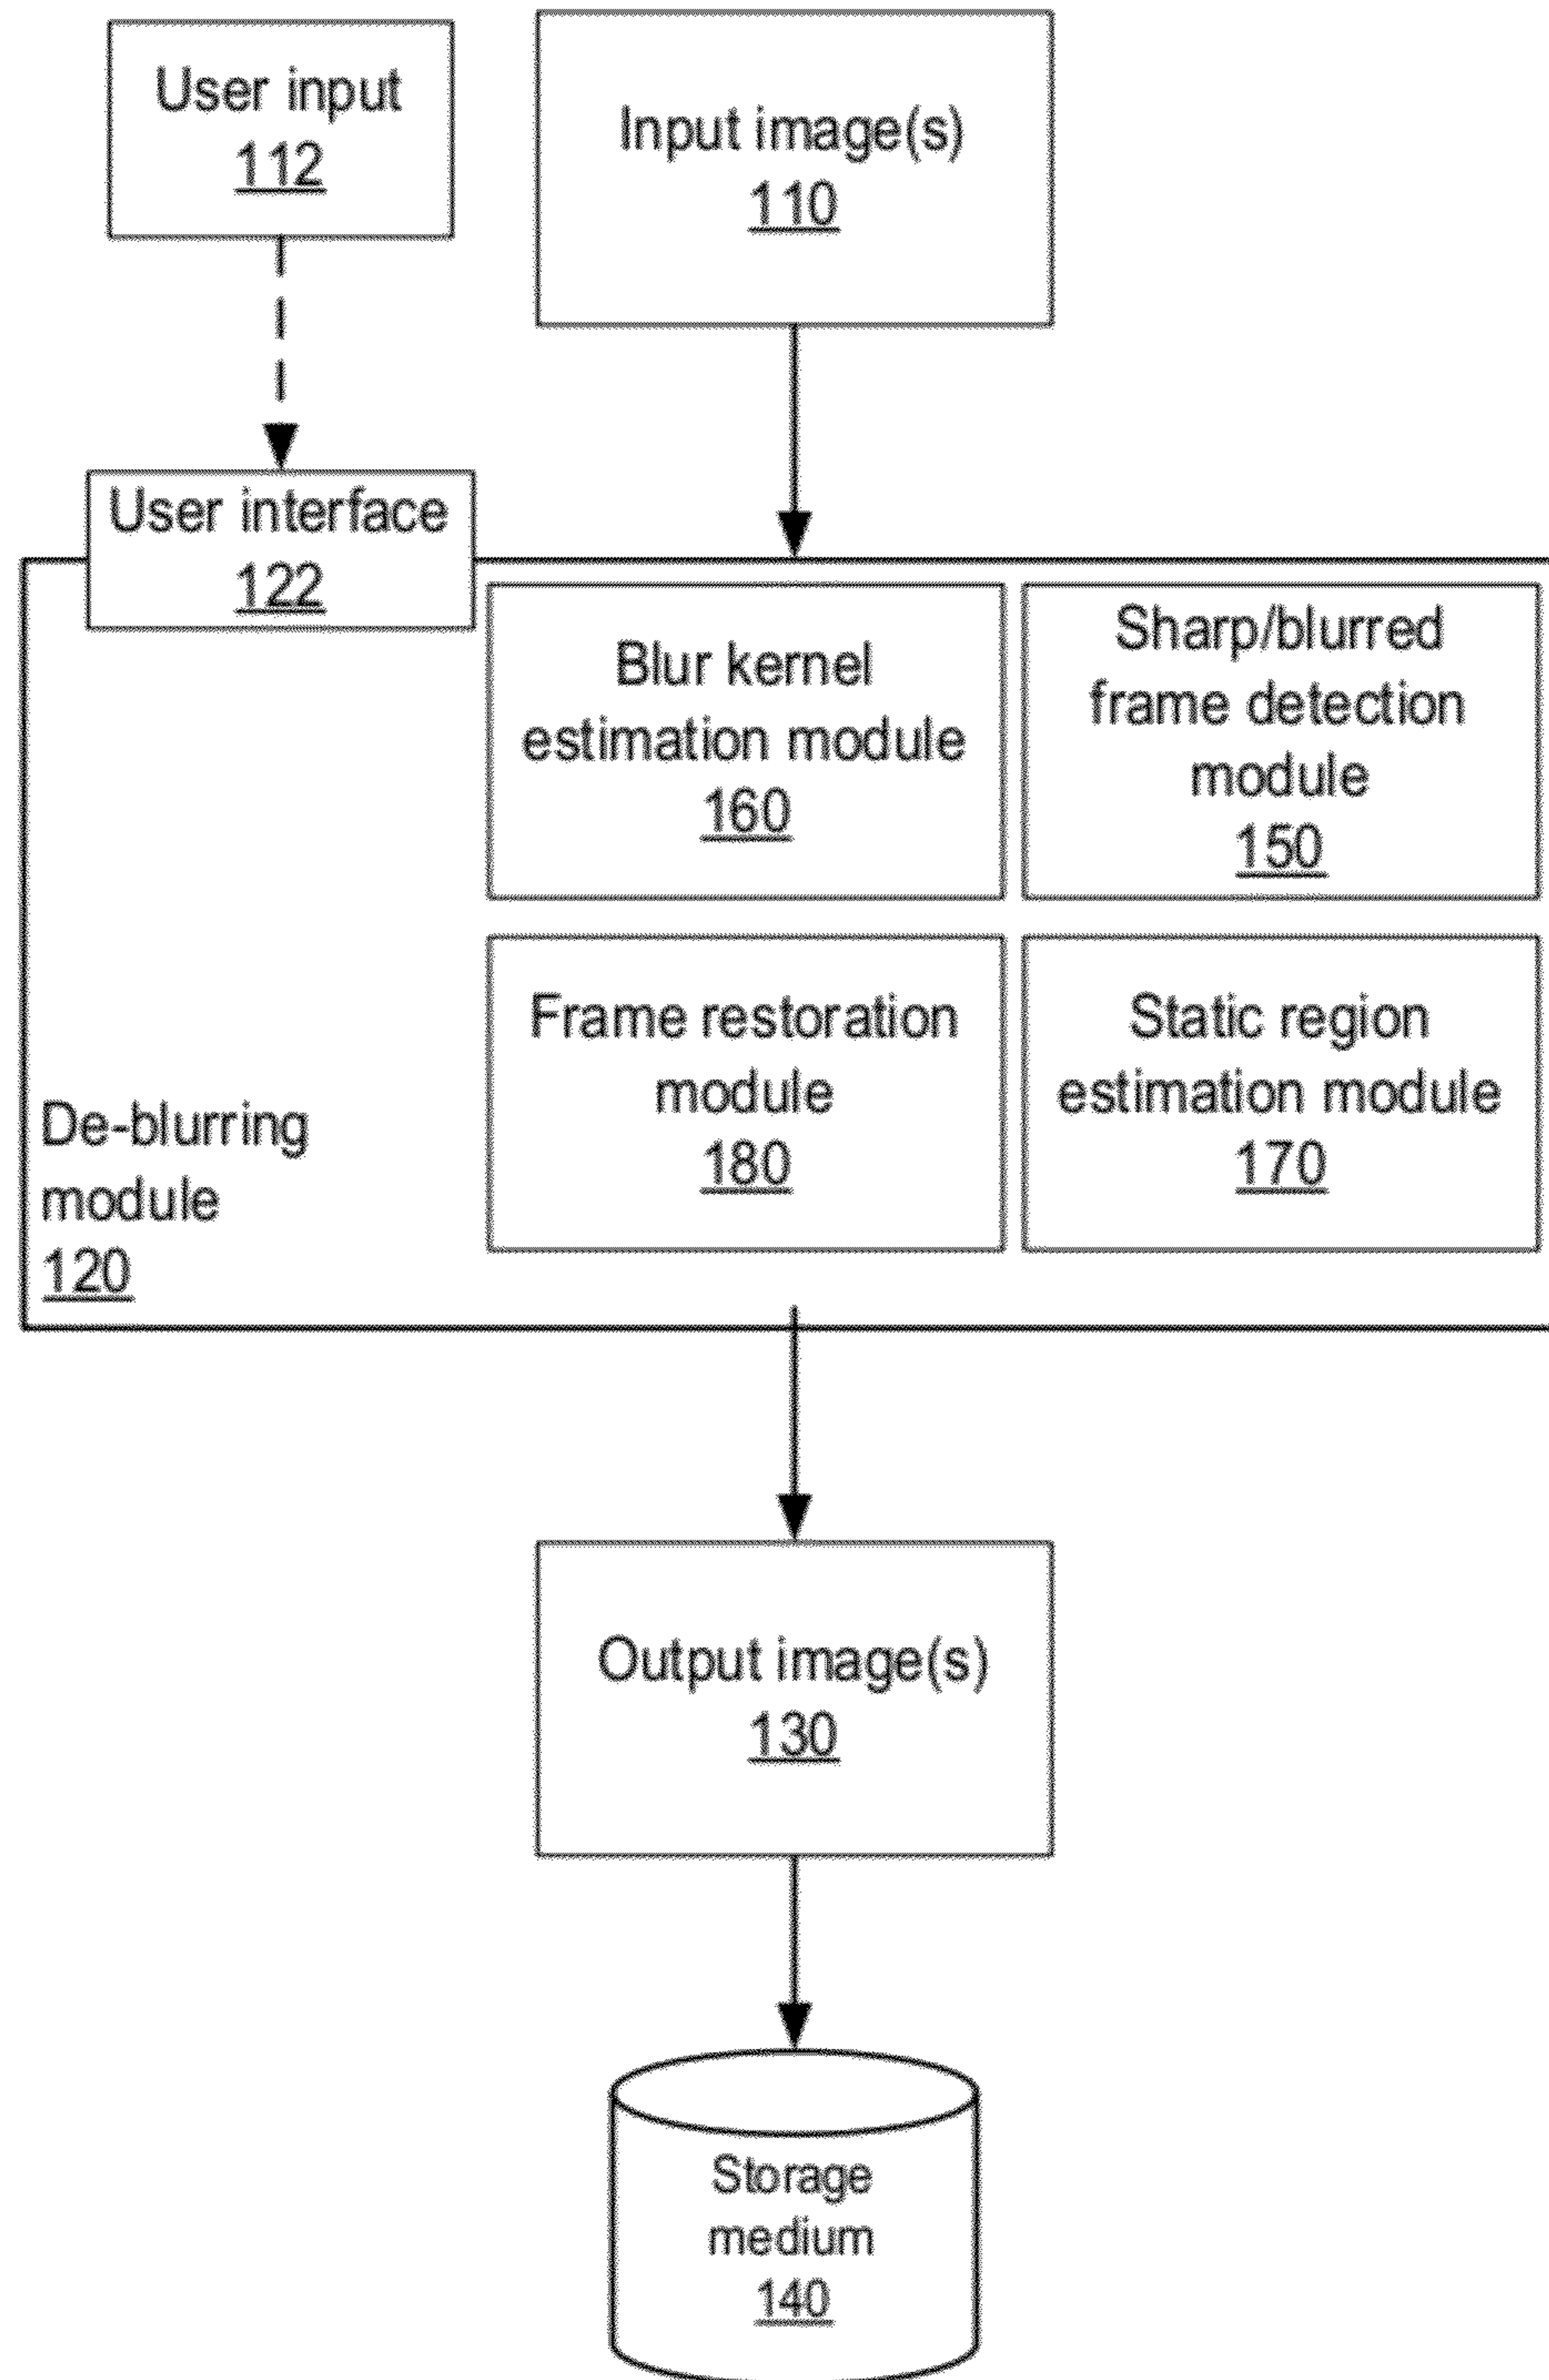 User input
112
Input image(s)
110
User interface
122
Blur kernel
estimation module
160
Sharp/blurred
frame detection
module
150
Frame restoration
module
180
Static region
estimation module
170
De-blurring
module
120
Output image(s)
130
Storage
medium
140